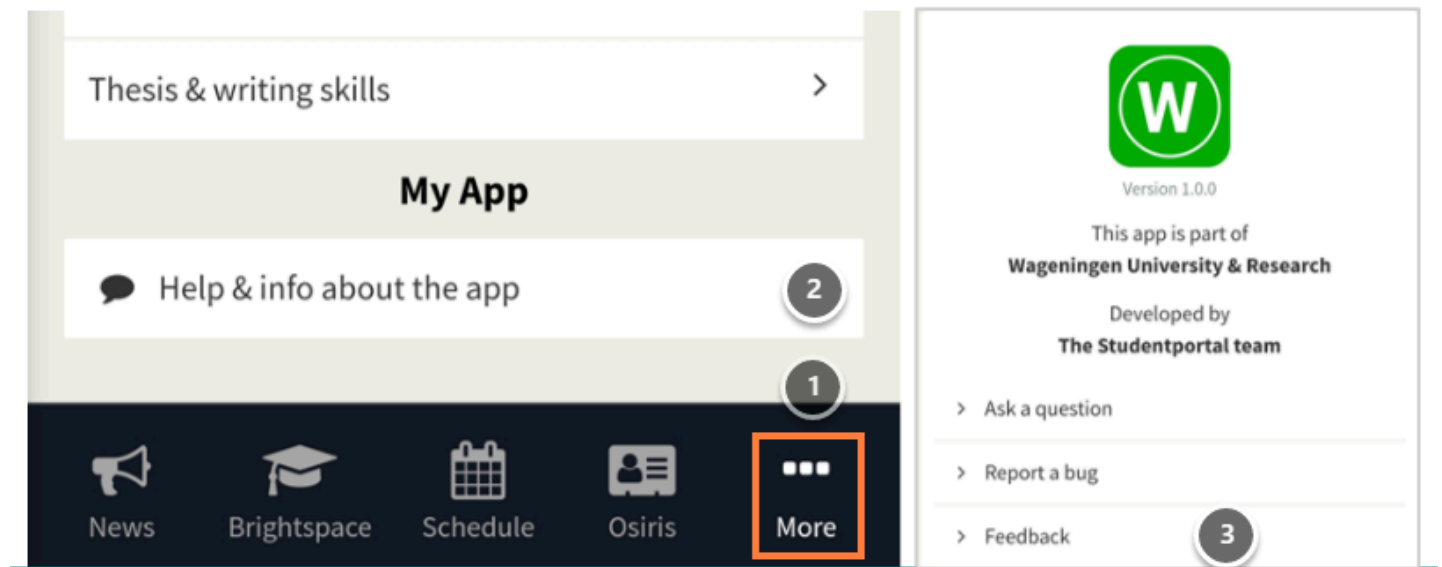 Thesis & writing skills
My App
Help & info about the app
2
1
News Brightspace Schedule Osiris More
W
Version 1.0.0
This app is part of
Wageningen University & Research
Developed by
The Studentportal team
Ask a question
Report a bug
Feedback
3